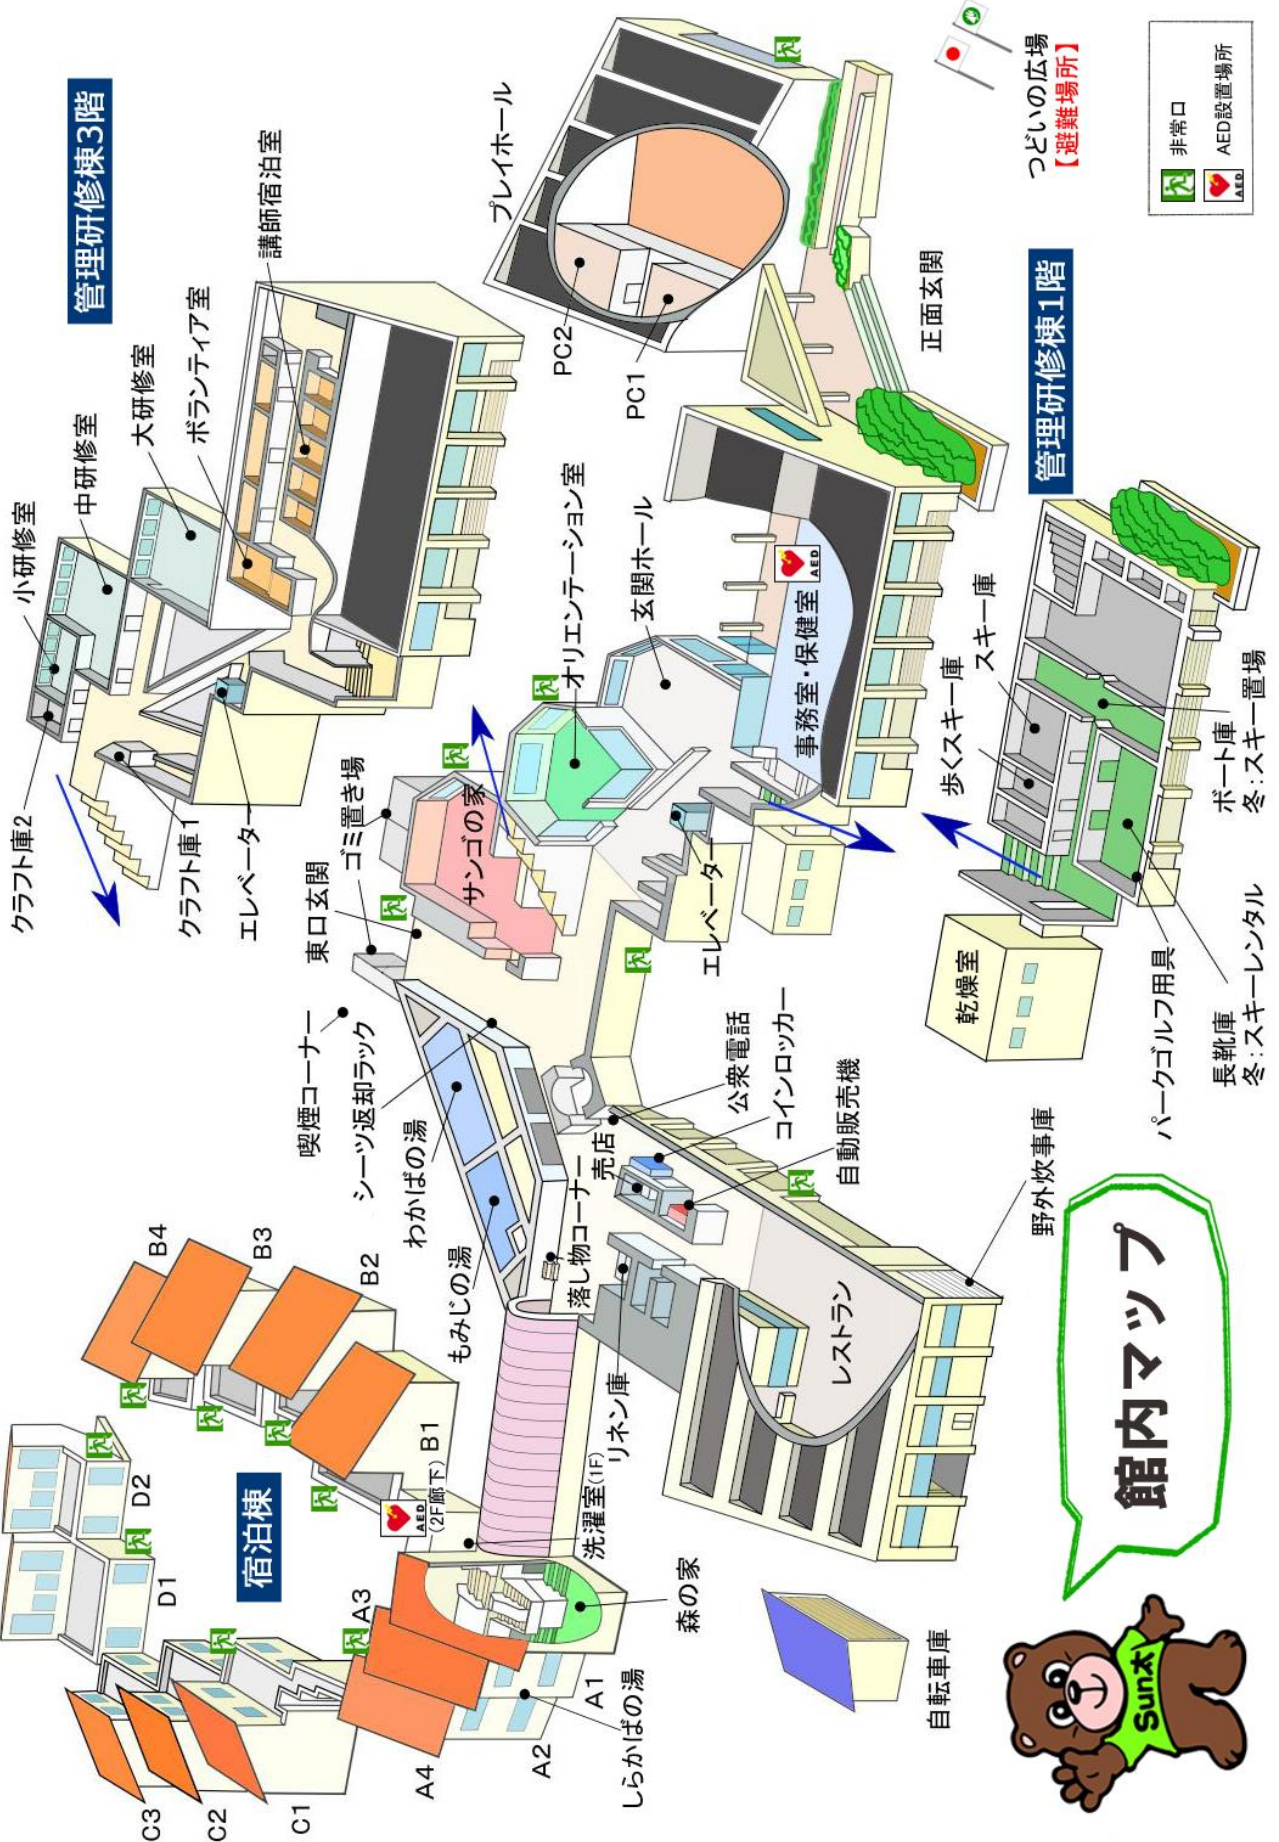 館内マップ
Sun太
宿泊棟
C3
C2
C1
D1
D2
A4
A3
A2
A1
B1
B2
B3
B4
AED
(2F廊下)
洗濯室(1F)
森の家
しらかばの湯
自転車庫
もみじの湯
わかばの湯
シーツ返却ラック
喫煙コーナー
東口玄関
ゴミ置き場
サンゴの家
落し物コーナー
売店
リネン庫
レストラン
公衆電話
コインロッカー
自動販売機
野外炊事庫
エレベーター
オリエンテーション室
玄関ホール
事務室・保健室
AED
正面玄関
プレイホール
PC2
PC1
管理研修棟3階
クラフト庫2
小研修室
中研修室
大研修室
ボランティア室
講師宿泊室
クラフト庫1
エレベーター
管理研修棟1階
乾燥室
歩くスキー庫
スキー庫
パークゴルフ用具
長靴庫
冬:スキーレンタル
ボート庫
冬:スキー置場
つどいの広場
【避難場所】
非常口
AED
AED設置場所